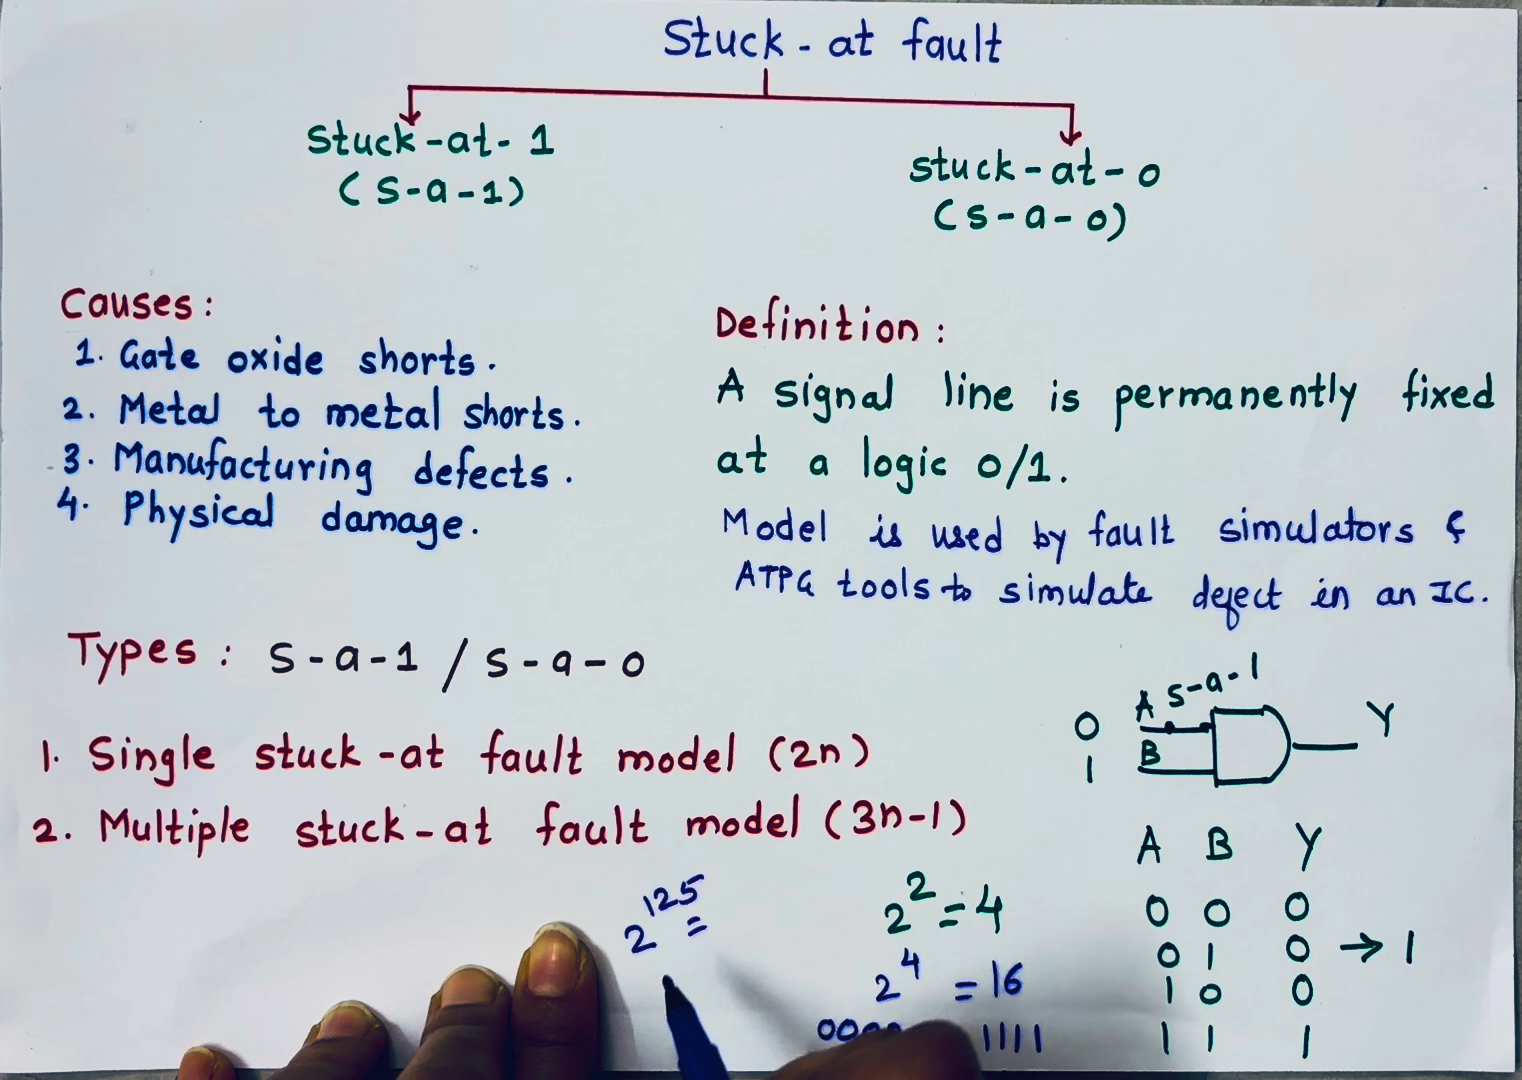 Stuck-at fault
Stuck-at-1
(S-a-1)
stuck-at-0
(s-a-0)
Causes:
1. Gate oxide shorts.
2. Metal to metal shorts.
3. Manufacturing defects.
4. Physical damage.
Definition:
A signal line is permanently fixed
at a logic 0/1.
Model is used by fault simulators &
ATPG tools to simulate defect in an IC.
Types: S-a-1 / S-a-0
1. Single stuck-at fault model (2n)
2. Multiple stuck-at fault model (3n-1)
S-a-1
0 A Y
1 B
A B Y
0 0 0
0 1 0 → 1
1 0 0
1 1 1
2^2 = 4
2^4 = 16
1111
2^125 =